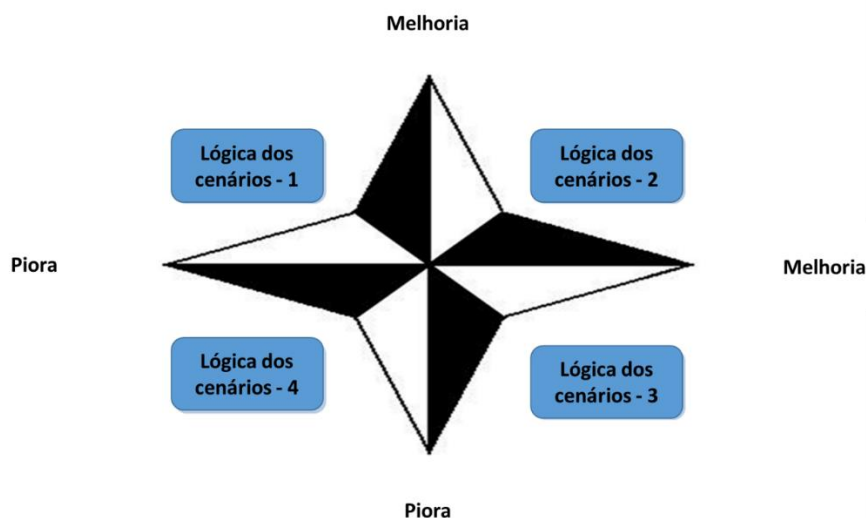 Melhoria
Lógica dos
cenários - 1
Lógica dos
cenários - 2
Piora
Melhoria
Lógica dos
cenários - 4
Lógica dos
cenários - 3
Piora